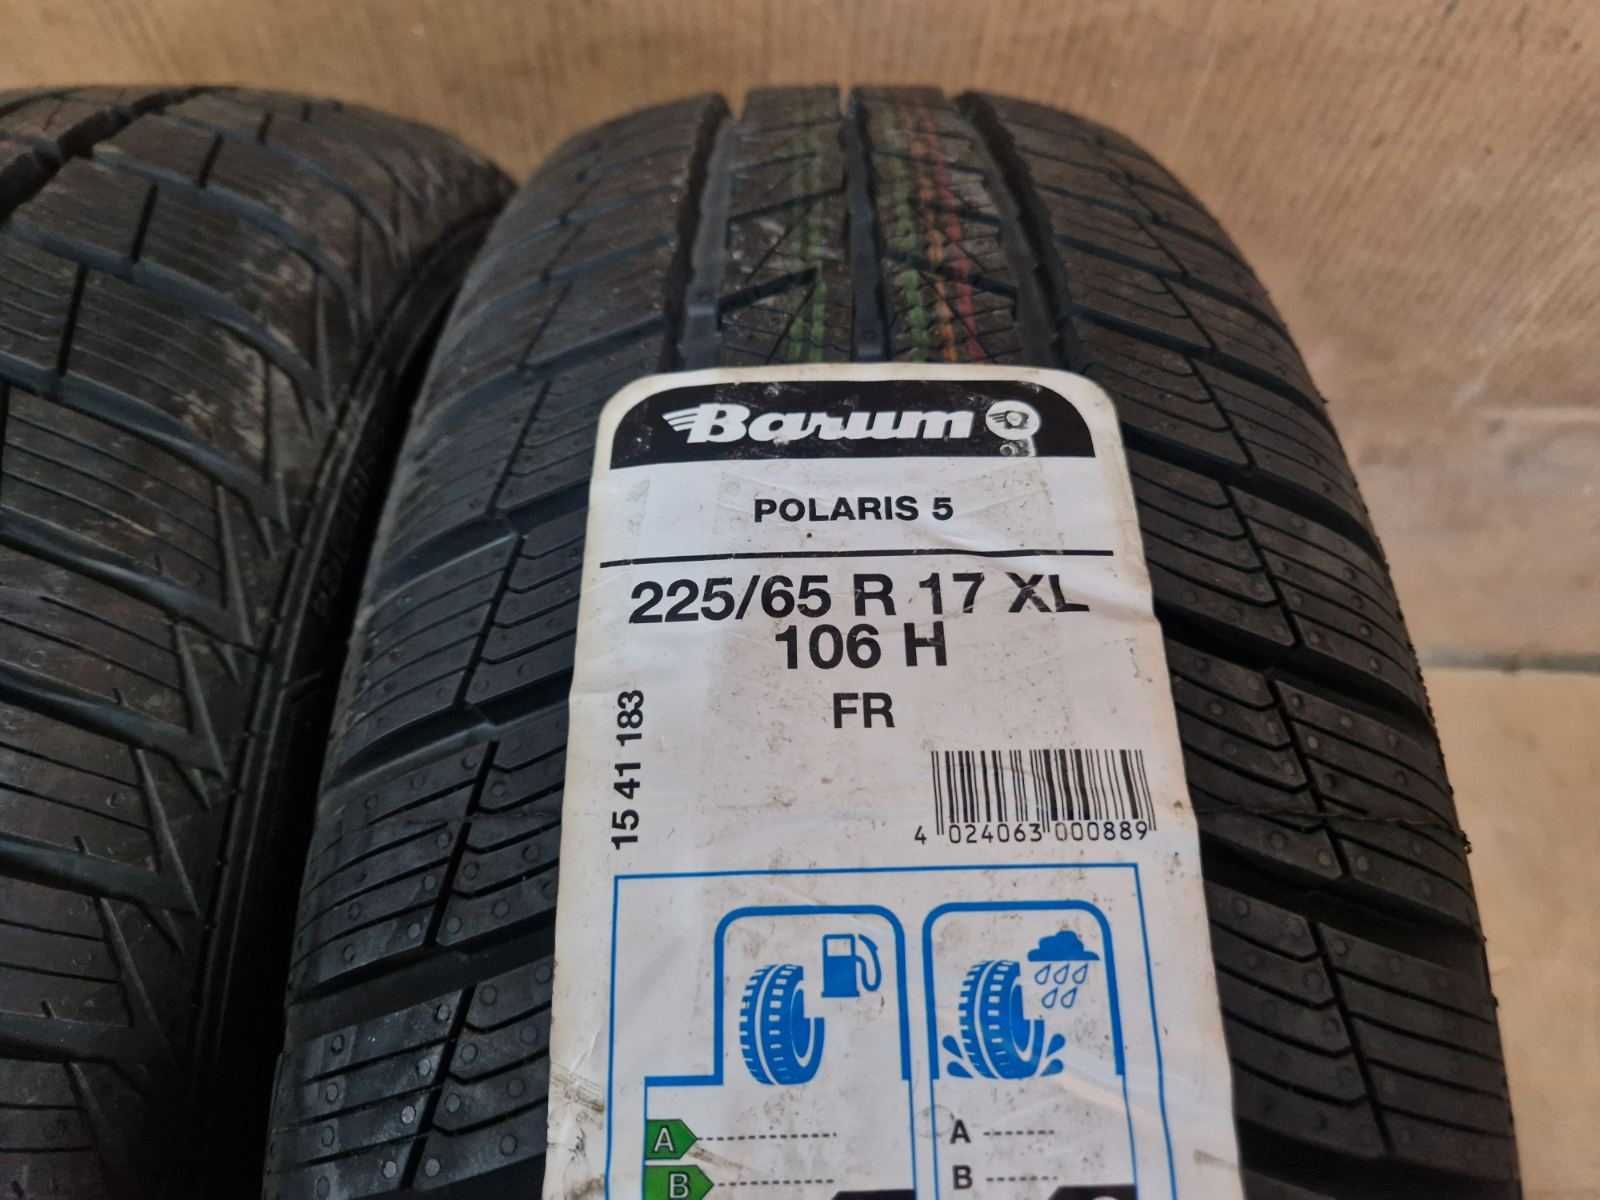 Barum
POLARIS 5
225/65 R 17 XL
106 H
FR
15 41 183
4 024063 000889
A
B
A
B